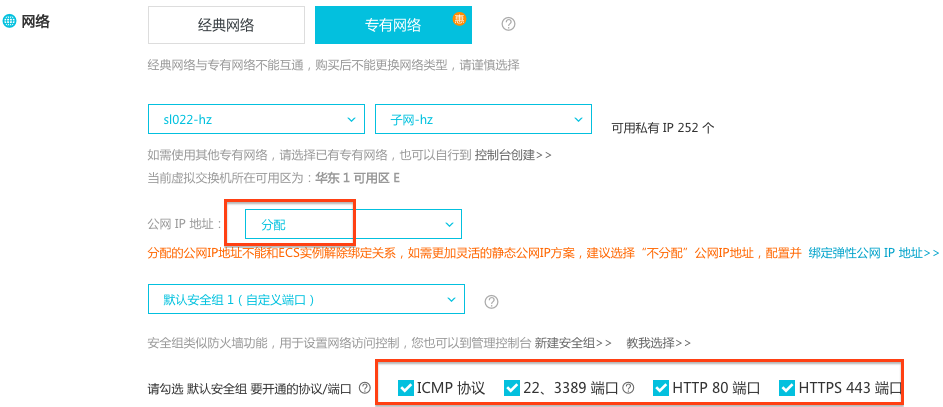 网络
经典网络 专有网络 惠
经典网络与专有网络不能互通，购买后不能更换网络类型，请谨慎选择
sl022-hz 子网-hz 可用私有 IP 252 个
如需使用其他专有网络，请选择已有专有网络，也可以自行到 控制台创建>>
当前虚拟交换机所在可用区为：华东 1 可用区 E
公网 IP 地址： 分配
分配的公网IP地址不能和ECS实例解除绑定关系，如需更加灵活的静态公网IP方案，建议选择“不分配”公网IP地址，配置并 绑定弹性公网 IP 地址>>
默认安全组 1（自定义端口）
安全组类似防火墙功能，用于设置网络访问控制，您也可以到管理控制台 新建安全组>> 教我选择>>
请勾选 默认安全组 要开通的协议/端口 ICMP 协议 22、3389 端口 HTTP 80 端口 HTTPS 443 端口